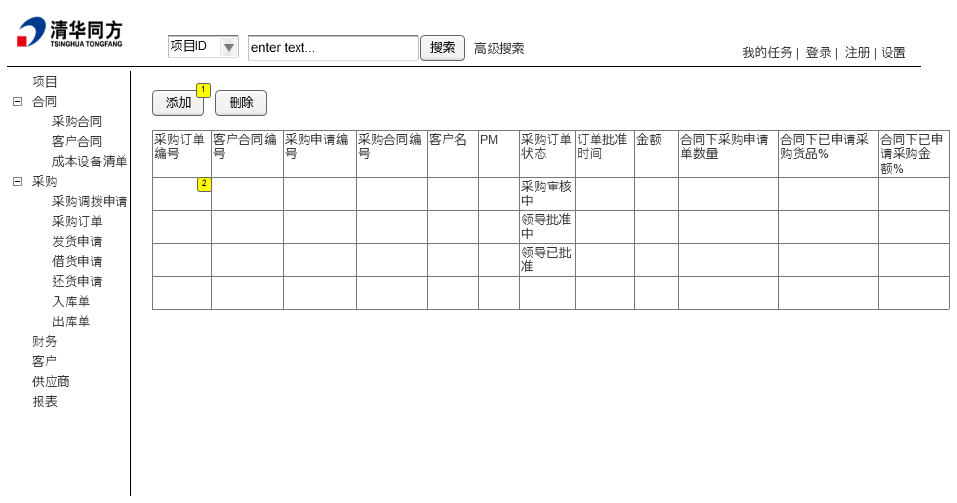 清华同方
TSINGHUA TONGFANG
项目ID
enter text...
搜索
高级搜索
我的任务 | 登录 | 注册 | 设置
项目
合同
采购合同
客户合同
成本设备清单
采购
采购调拨申请
采购订单
发货申请
借货申请
还货申请
入库单
出库单
财务
客户
供应商
报表
添加
1
删除
采购订单
编号
客户合同编
号
采购申请编
号
采购合同编
号
客户名
PM
采购订单
状态
订单批准
时间
金额
合同下采购申请
单数量
合同下已申请采
购货品%
合同下已申
请采购金
额%
2
采购审核
中
领导批准
中
领导已批
准